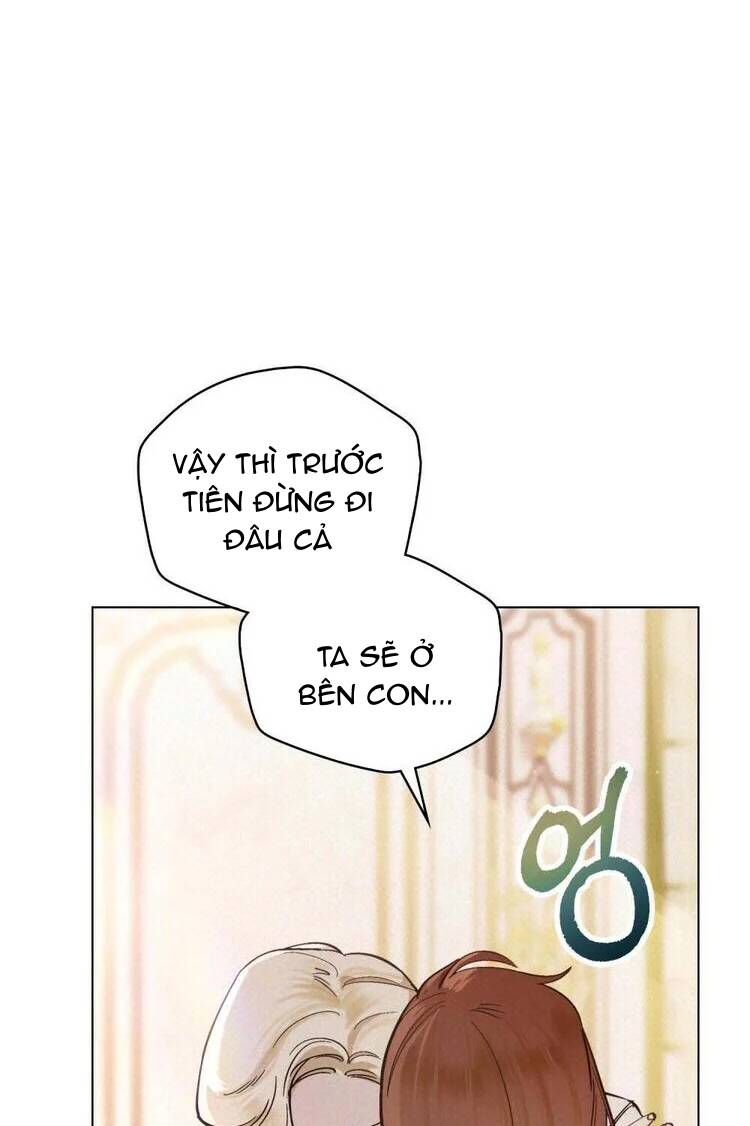 VẬY THÌ TRƯỚC
TIÊN ĐỪNG ĐI
ĐÂU CẢ
TA SẼ Ở
BÊN CON...
엉